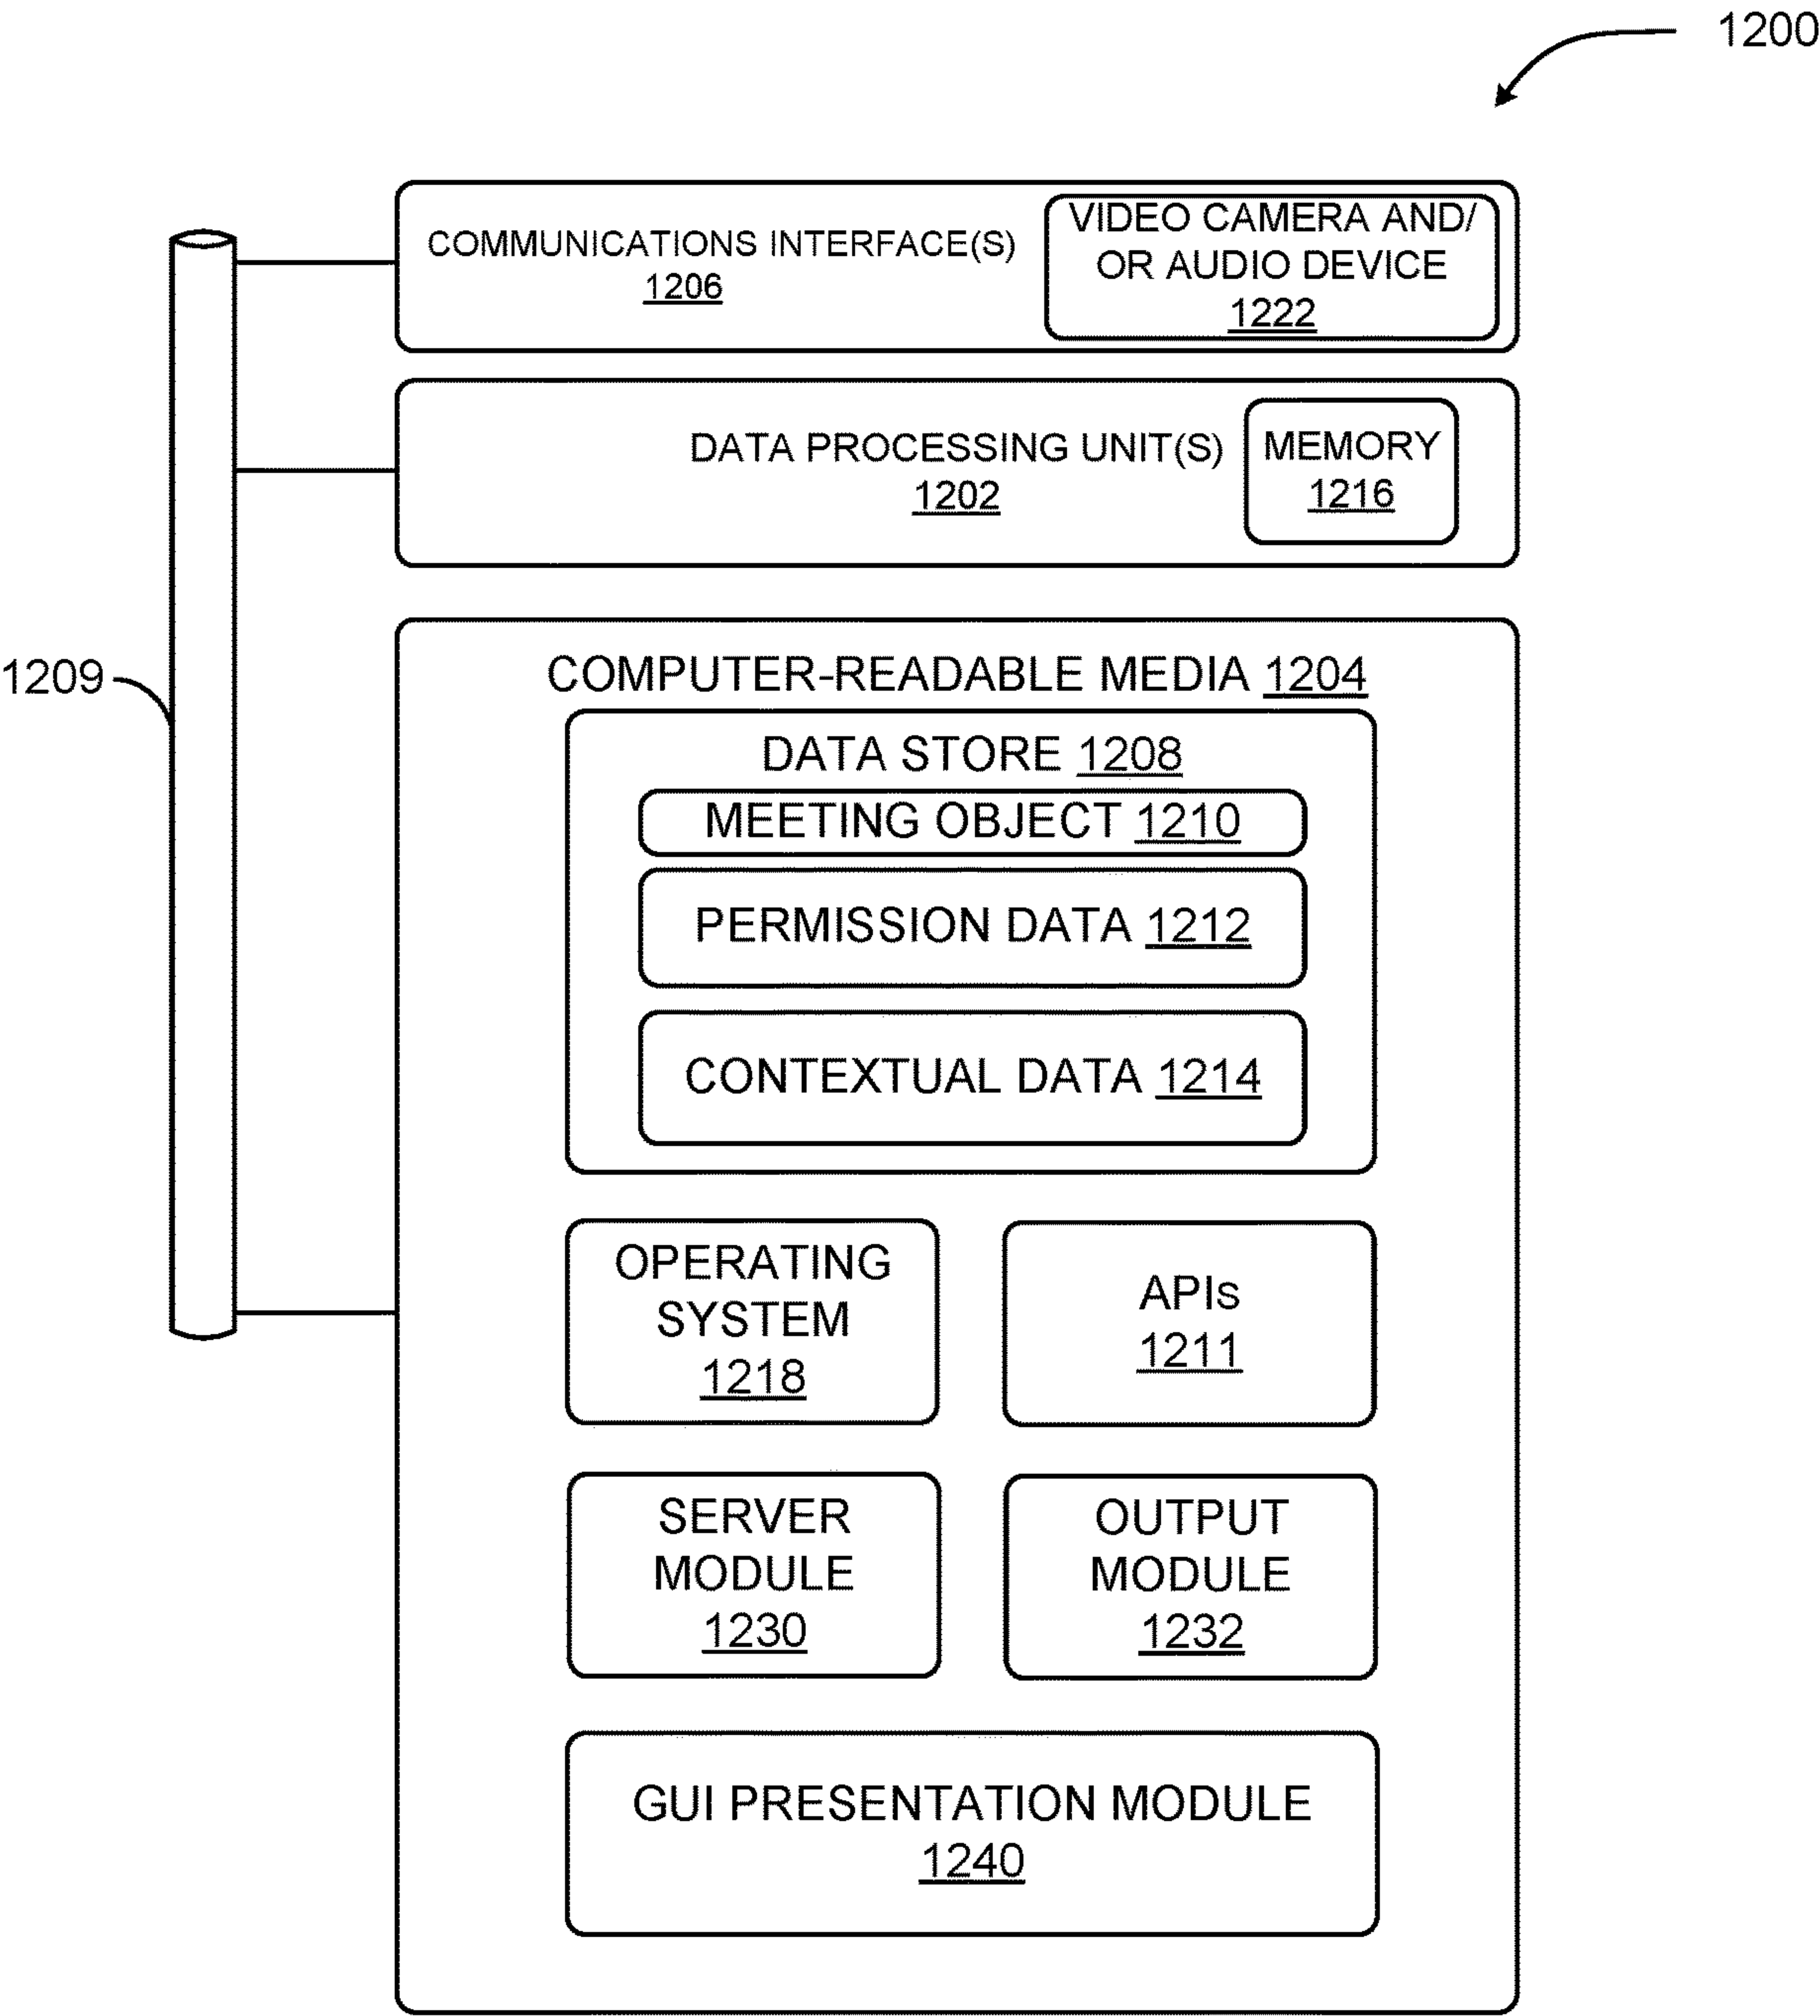 1200
COMMUNICATIONS INTERFACE(S)
1206
VIDEO CAMERA AND/
OR AUDIO DEVICE
1222
DATA PROCESSING UNIT(S)
1202
MEMORY
1216
1209
COMPUTER-READABLE MEDIA 1204
DATA STORE 1208
MEETING OBJECT 1210
PERMISSION DATA 1212
CONTEXTUAL DATA 1214
OPERATING
SYSTEM
1218
APIs
1211
SERVER
MODULE
1230
OUTPUT
MODULE
1232
GUI PRESENTATION MODULE
1240